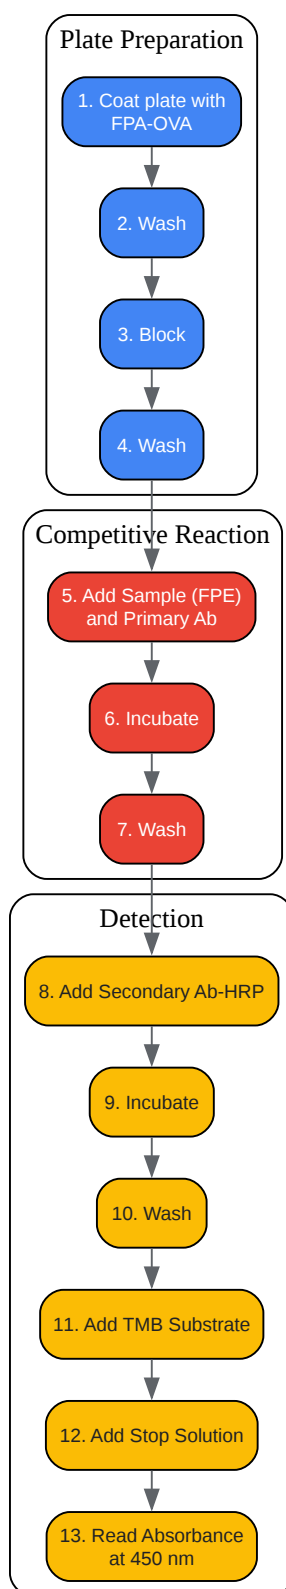 Plate Preparation
1. Coat plate with
FPA-OVA
2. Wash
3. Block
4. Wash
Competitive Reaction
5. Add Sample (FPE)
and Primary Ab
6. Incubate
7. Wash
Detection
8. Add Secondary Ab-HRP
9. Incubate
10. Wash
11. Add TMB Substrate
12. Add Stop Solution
13. Read Absorbance
at 450 nm